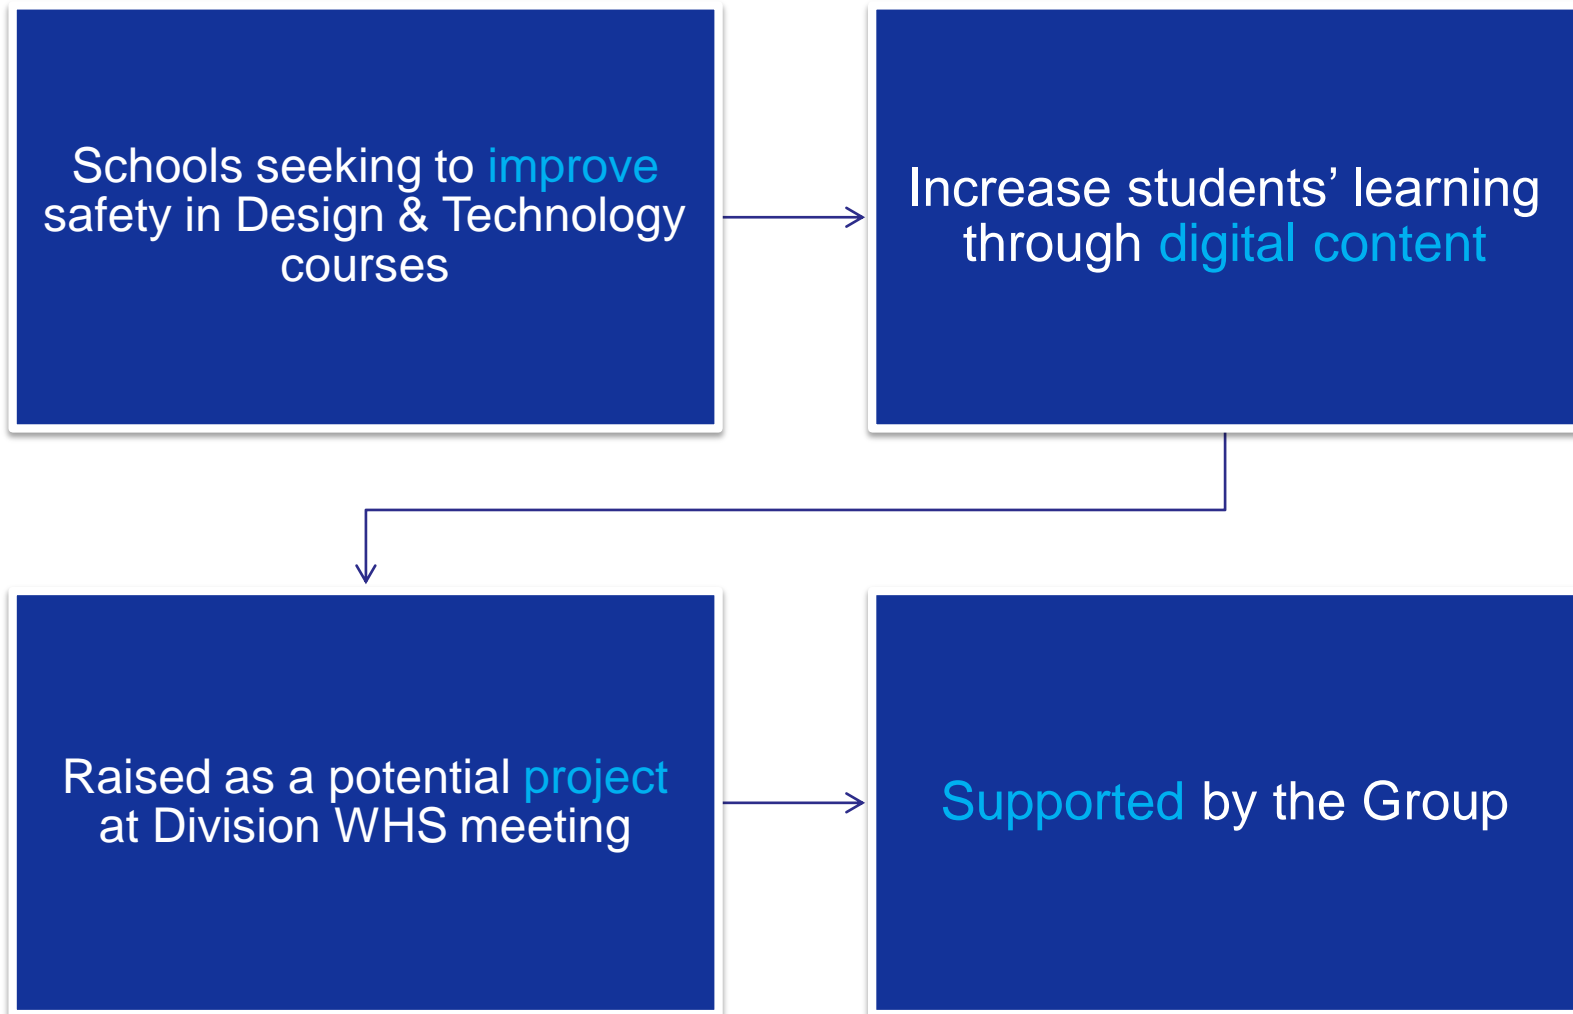 Schools seeking to improve
safety in Design & Technology
courses
Increase students’ learning
through digital content
Raised as a potential project
at Division WHS meeting
Supported by the Group